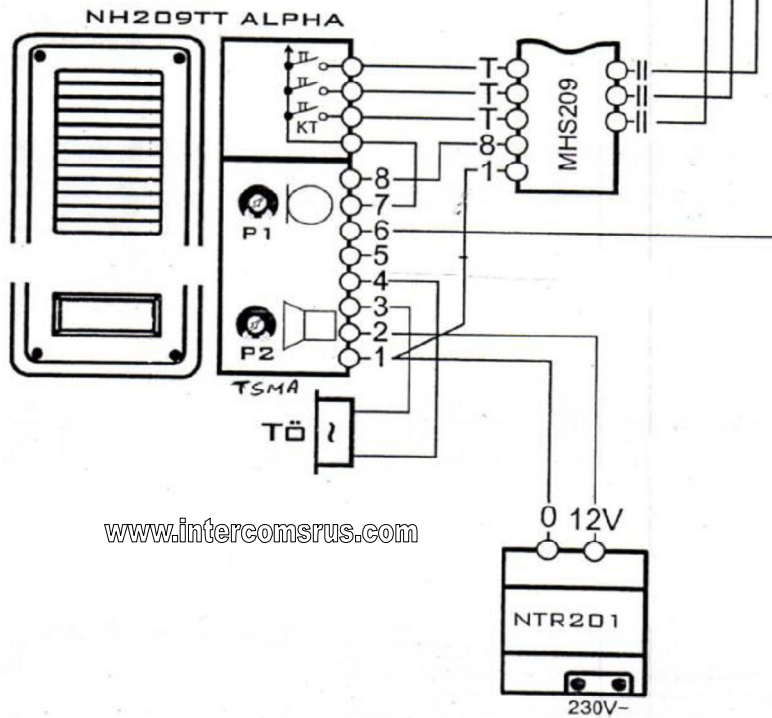 NH209TT ALPHA
T
T
T
8
1
MHS209
KT
8
7
6
5
4
3
2
1
P1
P2
TSMA
TÖ
~
www.intercomsrus.com
0 12V
NTR201
230V~